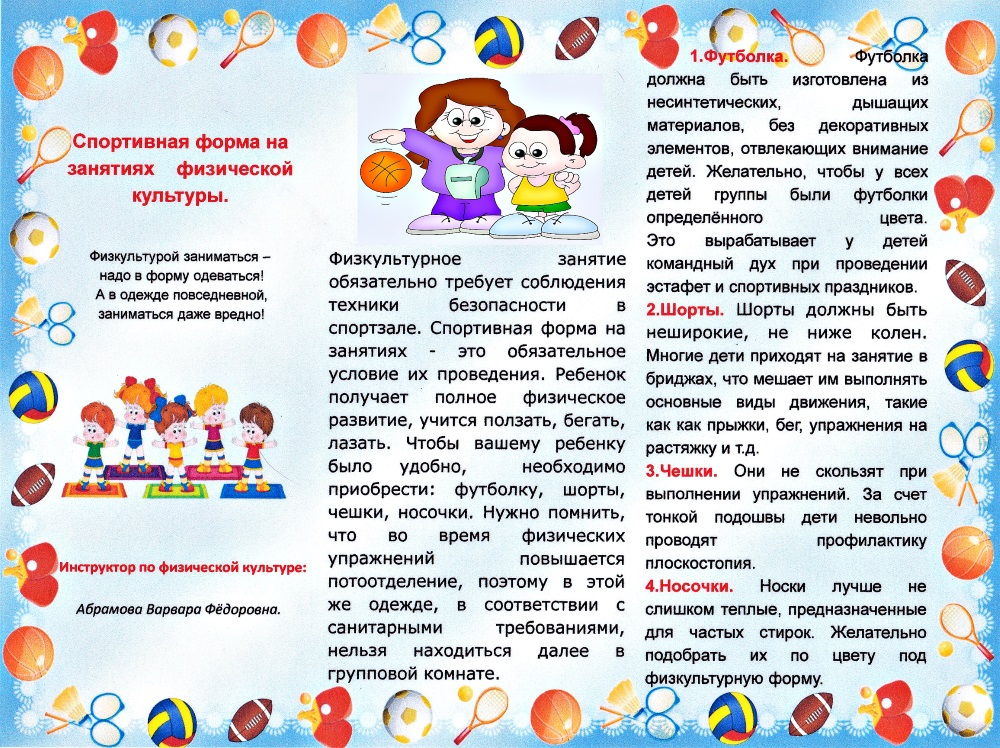 Спортивная форма на
занятиях физической
культуры.
Физкультурой заниматься –
надо в форму одеваться!
А в одежде повседневной,
заниматься даже вредно!
Инструктор по физической культуре:
Абрамова Варвара Фёдоровна.
Физкультурное занятие
обязательно требует соблюдения
техники безопасности в
спортзале. Спортивная форма на
занятиях - это обязательное
условие их проведения. Ребенок
получает полное физическое
развитие, учится ползать, бегать,
лазать. Чтобы вашему ребенку
было удобно, необходимо
приобрести: футболку, шорты,
чешки, носочки. Нужно помнить,
что во время физических
упражнений повышается
потоотделение, поэтому в этой
же одежде, в соответствии с
санитарными требованиями,
нельзя находиться далее в
групповой комнате.
1.Футболка. Футболка
должна быть изготовлена из
несинтетических, дышащих
материалов, без декоративных
элементов, отвлекающих внимание
детей. Желательно, чтобы у всех
детей группы были футболки
определённого цвета.
Это вырабатывает у детей
командный дух при проведении
эстафет и спортивных праздников.
2.Шорты. Шорты должны быть
неширокие, не ниже колен.
Многие дети приходят на занятие в
бриджах, что мешает им выполнять
основные виды движения, такие
как как прыжки, бег, упражнения на
растяжку и т.д.
3.Чешки. Они не скользят при
выполнении упражнений. За счет
тонкой подошвы дети невольно
проводят профилактику
плоскостопия.
4.Носочки. Носки лучше не
слишком теплые, предназначенные
для частых стирок. Желательно
подобрать их по цвету под
физкультурную форму.